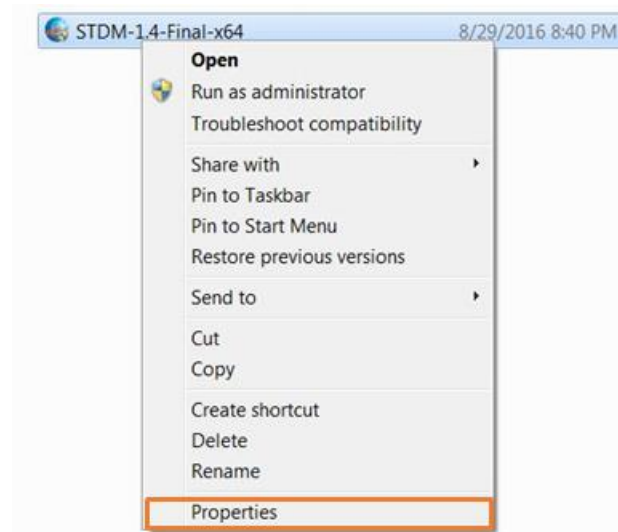 STDM-1.4-Final-x64 8/29/2016 8:40 PM
Open
Run as administrator
Troubleshoot compatibility
Share with
Pin to Taskbar
Pin to Start Menu
Restore previous versions
Send to
Cut
Copy
Create shortcut
Delete
Rename
Properties